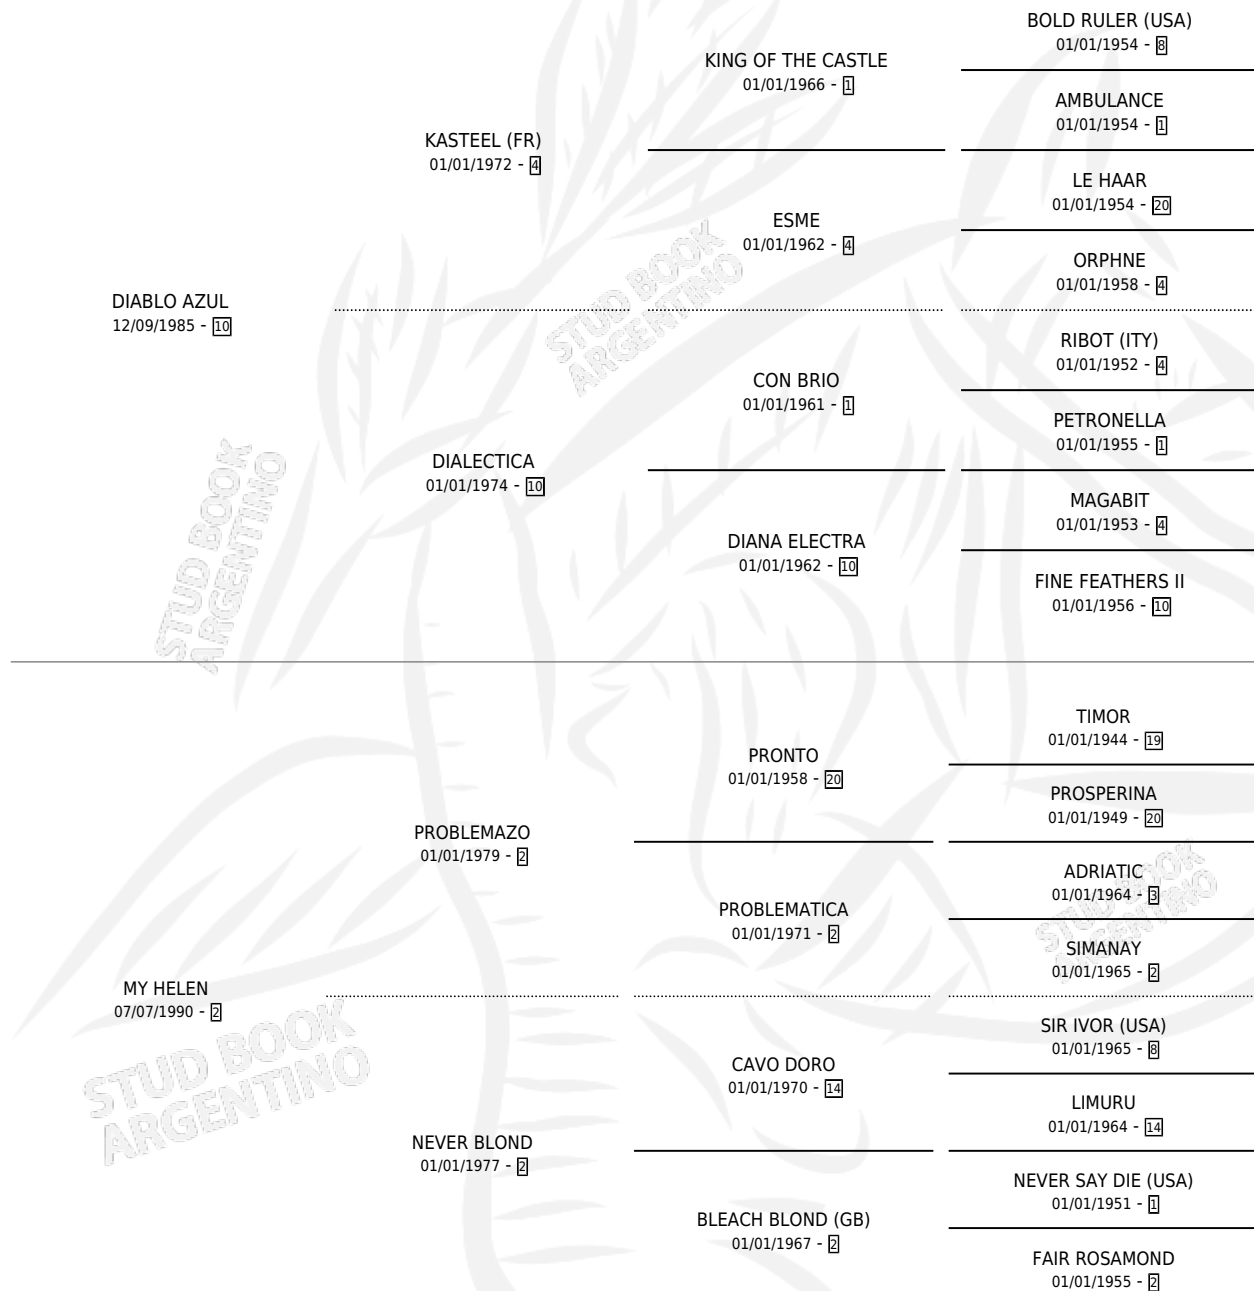 BOLD RULER (USA)
01/01/1954 - 8
KING OF THE CASTLE
01/01/1966 - 1
AMBULANCE
01/01/1954 - 1
KASTEEL (FR)
01/01/1972 - 4
LE HAAR
01/01/1954 - 20
ESME
01/01/1962 - 4
ORPHNE
01/01/1958 - 4
DIABLO AZUL
12/09/1985 - 10
RIBOT (ITY)
01/01/1952 - 4
CON BRIO
01/01/1961 - 1
PETRONELLA
01/01/1955 - 1
DIALECTICA
01/01/1974 - 10
MAGABIT
01/01/1953 - 4
DIANA ELECTRA
01/01/1962 - 10
FINE FEATHERS II
01/01/1956 - 10
STUD BOOK
ARGENTINO
STUD BOOK
ARGENTINO
TIMOR
01/01/1944 - 19
PRONTO
01/01/1958 - 20
PROSPERINA
01/01/1949 - 20
PROBLEMAZO
01/01/1979 - 2
ADRIATIC
01/01/1964 - 3
PROBLEMATICA
01/01/1971 - 2
SIMANAY
01/01/1965 - 2
STUD BOOK
ARGENTINO
MY HELEN
07/07/1990 - 2
SIR IVOR (USA)
01/01/1965 - 8
CAVO DORO
01/01/1970 - 14
LIMURU
01/01/1964 - 14
NEVER BLOND
01/01/1977 - 2
NEVER SAY DIE (USA)
01/01/1951 - 1
BLEACH BLOND (GB)
01/01/1967 - 2
FAIR ROSAMOND
01/01/1955 - 2
STUD BOOK
ARGENTINO